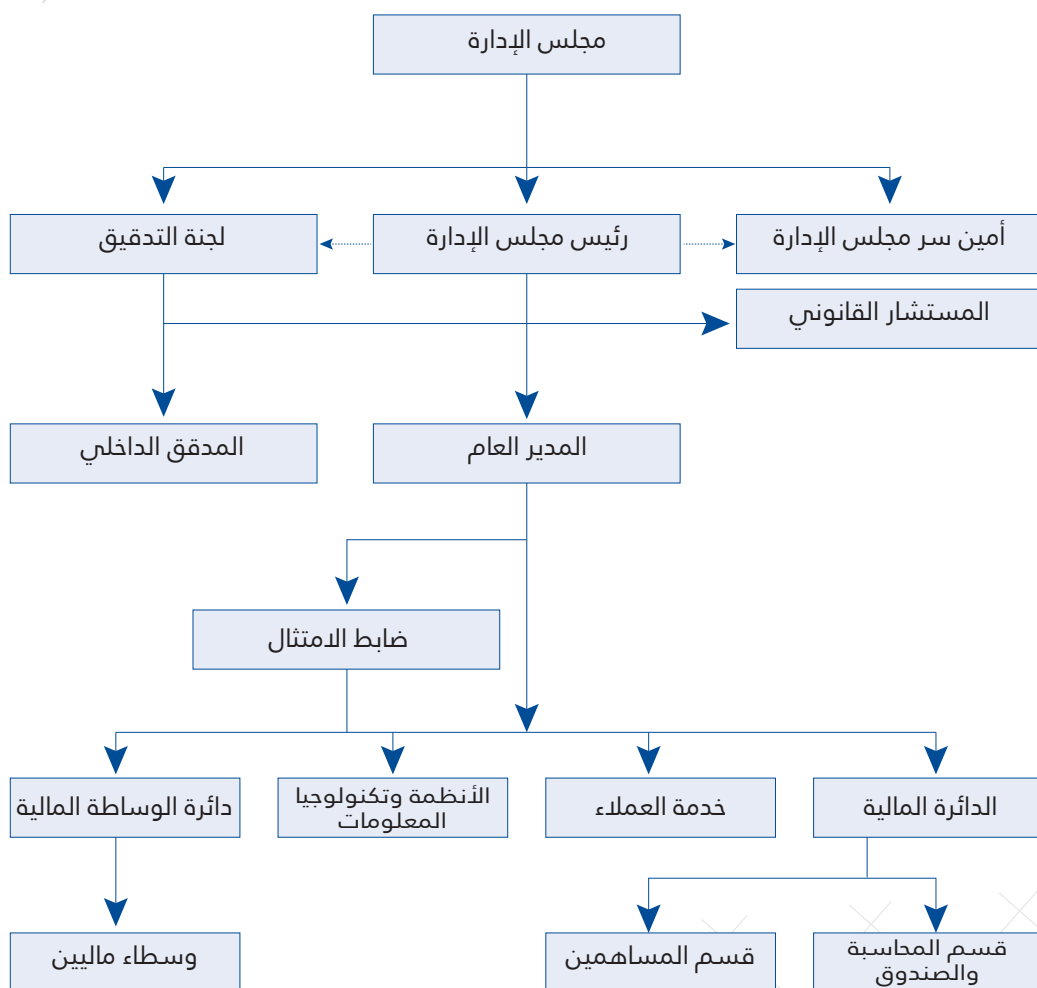 مجلس الإدارة
أمين سر مجلس الإدارة
رئيس مجلس الإدارة
لجنة التدقيق
المستشار القانوني
المدير العام
المدقق الداخلي
ضابط الامتثال
الدائرة المالية
خدمة العملاء
الأنظمة وتكنولوجيا
المعلومات
دائرة الوساطة المالية
قسم المحاسبة
والصندوق
قسم المساهمين
وسطاء ماليين